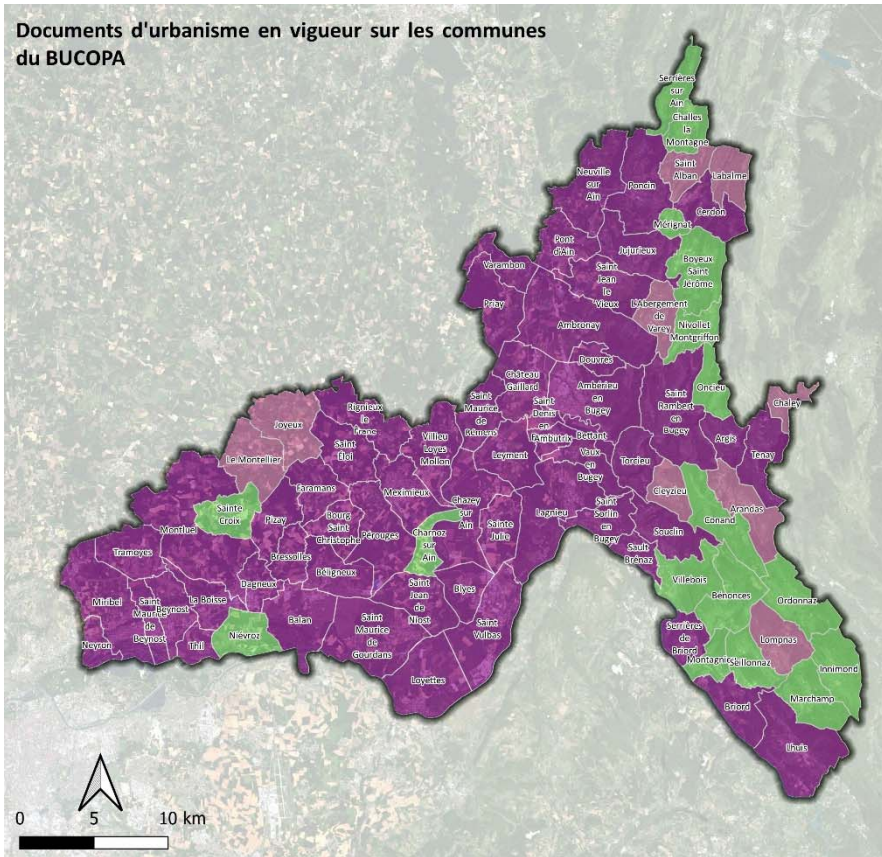 Documents d'urbanisme en vigueur sur les communes
du BUCOPA
Serrières
sur
Ain
Challes
la
Montagne
Saint
Alban
Labalme
Neuville
sur
Ain
Poncin
Cerdon
Mérignat
Pont
d'Ain
Jujurieux
Boyeux
Saint
Jérôme
Varambon
Saint
Jean
le
Vieux
Priay
L'Abergement
de
Varey
Nivollet
Montgriffon
Ambronay
Douvres
Château
Gaillard
Ambérieu
en
Bugey
Oncieu
Saint
Rambert
en
Bugey
Chaley
Saint
Maurice
de
Rémens
Saint
Denis
en
l'Ambutrix
Rignieux
le
Franc
Joyeux
Saint
Éloi
Villieu
Loyes
Mollon
Bettant
Vaux
en
Bugey
Argis
Tenay
Torcieu
Leyment
Le Montellier
Faramans
Meximieux
Chazey
sur
Ain
Cleyzieu
Arandas
Conand
Sainte
Croix
Montluel
Pizay
Bourg
Saint
Christophe
Pérouges
Charnoz
sur
Ain
Sainte
Julie
Lagnieu
Saint
Sorlin
en
Bugey
Souclin
Sault
Brénaz
Tramoyes
Bressolles
Béligneux
Dagneux
Saint
Jean
de
Niost
Blyes
Villebois
Bénonces
Ordonnaz
Miribel
Saint
Maurice
de
Beynost
Beynost
La Boisse
Balan
Saint
Maurice
de
Gourdans
Saint
Vulbas
Serrières
de
Briord
Lompnas
Neyron
Thil
Niévroz
Montagnieu
Seillonnaz
Innimond
Loyettes
Marchamp
Briord
Lhuis
0 5 10 km